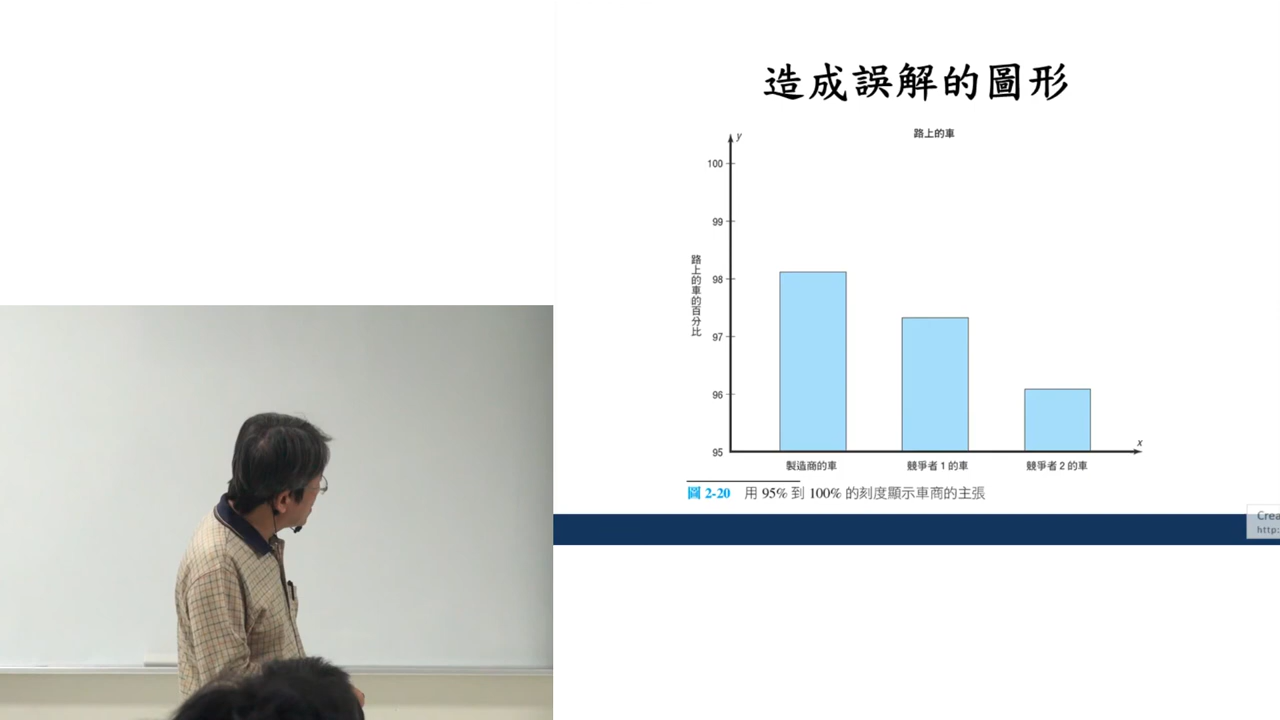 造成誤解的圖形
路上的車
y
100
99
98
97
96
95
路上的車的百分比
x
製造商的車
競爭者 1 的車
競爭者 2 的車
圖 2-20 用 95% 到 100% 的刻度顯示車商的主張
Crea
http: